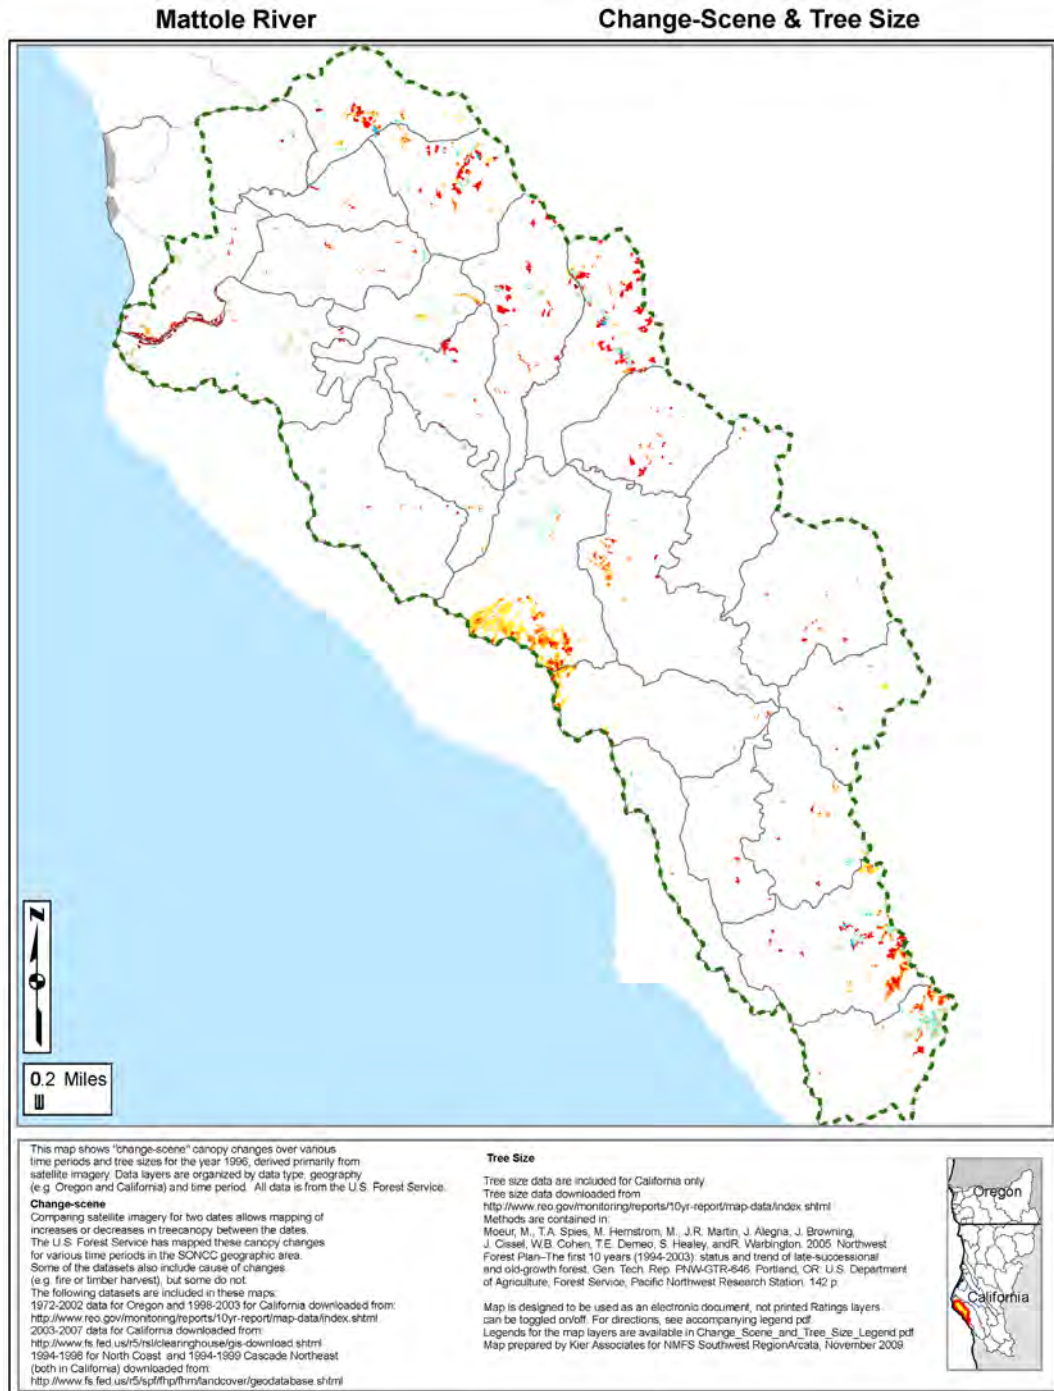 Mattole River
Change-Scene & Tree Size
N
0.2 Miles
This map shows "change-scene" canopy changes over various
time periods and tree sizes for the year 1996, derived primarily from
satellite imagery. Data layers are organized by data type, geography
(e.g. Oregon and California) and time period. All data is from the U.S. Forest Service.
Change-scene
Comparing satellite imagery for two dates allows mapping of
increases or decreases in treecanopy between the dates.
The U.S. Forest Service has mapped these canopy changes
for various time periods in the SONCC geographic area.
Some of the datasets also include cause of changes
(e.g. fire or timber harvest), but some do not.
The following datasets are included in these maps:
1972-2002 data for Oregon and 1998-2003 for California downloaded from:
http://www.reo.gov/monitoring/reports/10yr-report/map-data/index.shtml
2003-2007 data for California downloaded from:
http://www.fs.fed.us/r5/rsl/clearinghouse/gis-download.shtml
1994-1998 for North Coast and 1994-1999 Cascade Northeast
(both in California) downloaded from:
http://www.fs.fed.us/r5/spf/fhp/fhm/landcover/geodatabase.shtml
Tree Size
Tree size data are included for California only.
Tree size data downloaded from
http://www.reo.gov/monitoring/reports/10yr-report/map-data/index.shtml
Methods are contained in:
Moeur, M., T.A. Spies, M. Hemstrom, M., J.R. Martin, J. Alegria, J. Browning,
J. Cissel, W.B. Cohen, T.E. Demeo, S. Healey, andR. Warbington. 2005. Northwest
Forest Plan–The first 10 years (1994-2003): status and trend of late-successional
and old-growth forest. Gen. Tech. Rep. PNW-GTR-646. Portland, OR: U.S. Department
of Agriculture, Forest Service, Pacific Northwest Research Station. 142 p.
Map is designed to be used as an electronic document, not printed Ratings layers
can be toggled on/off. For directions, see accompanying legend pdf.
Legends for the map layers are available in Change_Scene_and_Tree_Size_Legend.pdf
Map prepared by Kier Associates for NMFS Southwest RegionArcata, November 2009
Oregon
California